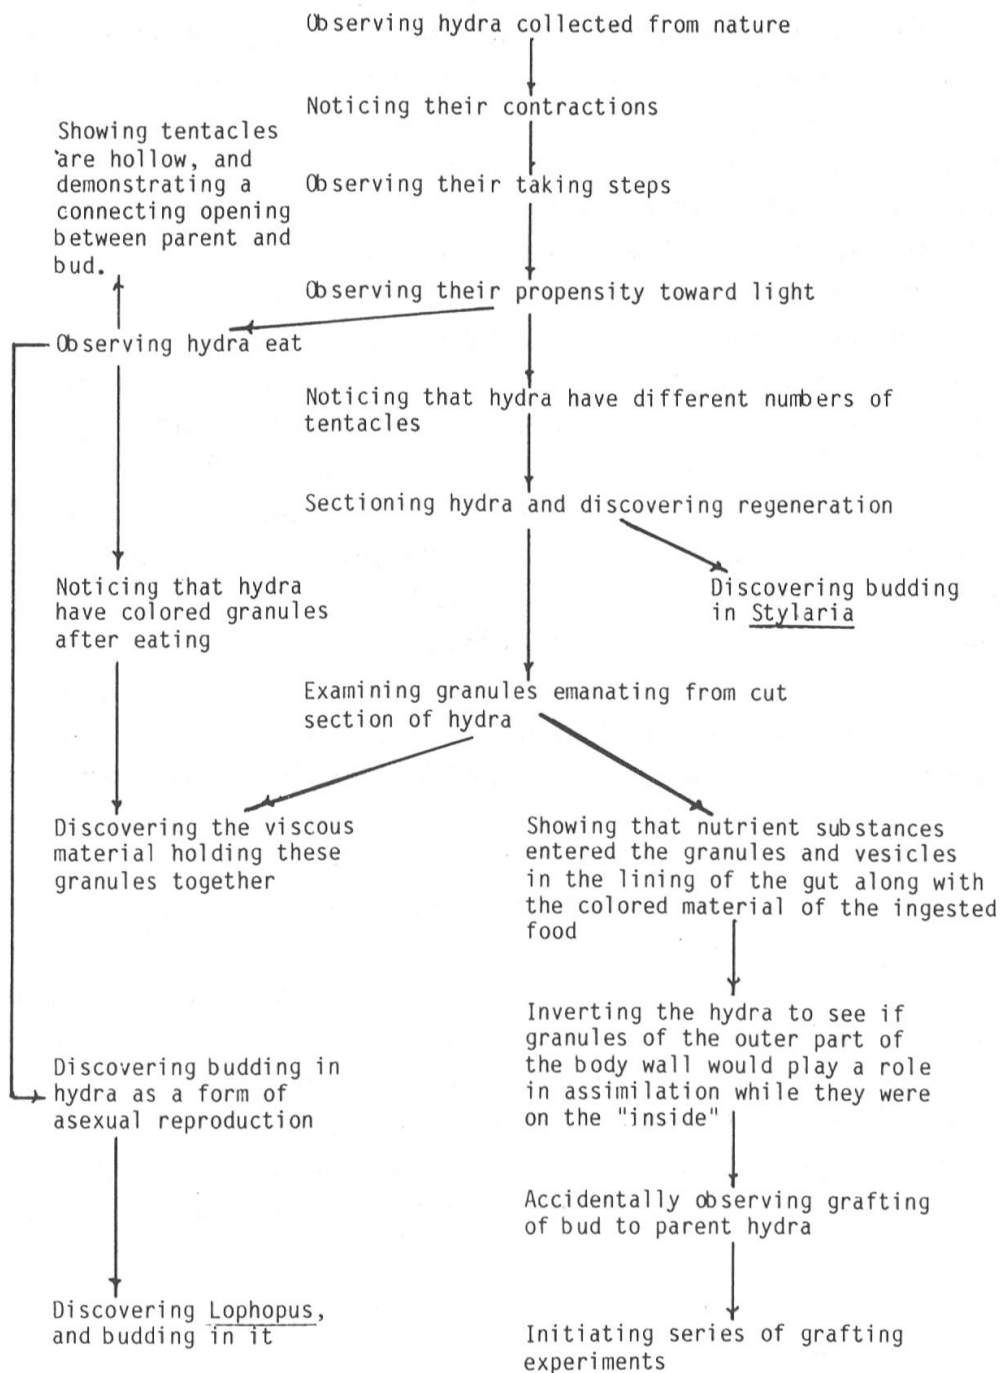 Observing hydra collected from nature
Noticing their contractions
Showing tentacles
are hollow, and
demonstrating a
connecting opening
between parent and
bud.
Observing their taking steps
Observing their propensity toward light
Observing hydra eat
Noticing that hydra have different numbers of
tentacles
Sectioning hydra and discovering regeneration
Noticing that hydra
have colored granules
after eating
Discovering budding
in Stylaria
Examining granules emanating from cut
section of hydra
Discovering the viscous
material holding these
granules together
Showing that nutrient substances
entered the granules and vesicles
in the lining of the gut along with
the colored material of the ingested
food
Inverting the hydra to see if
granules of the outer part of
the body wall would play a role
in assimilation while they were
on the "inside"
Discovering budding in
hydra as a form of
asexual reproduction
Accidentally observing grafting
of bud to parent hydra
Discovering Lophopus,
and budding in it
Initiating series of grafting
experiments